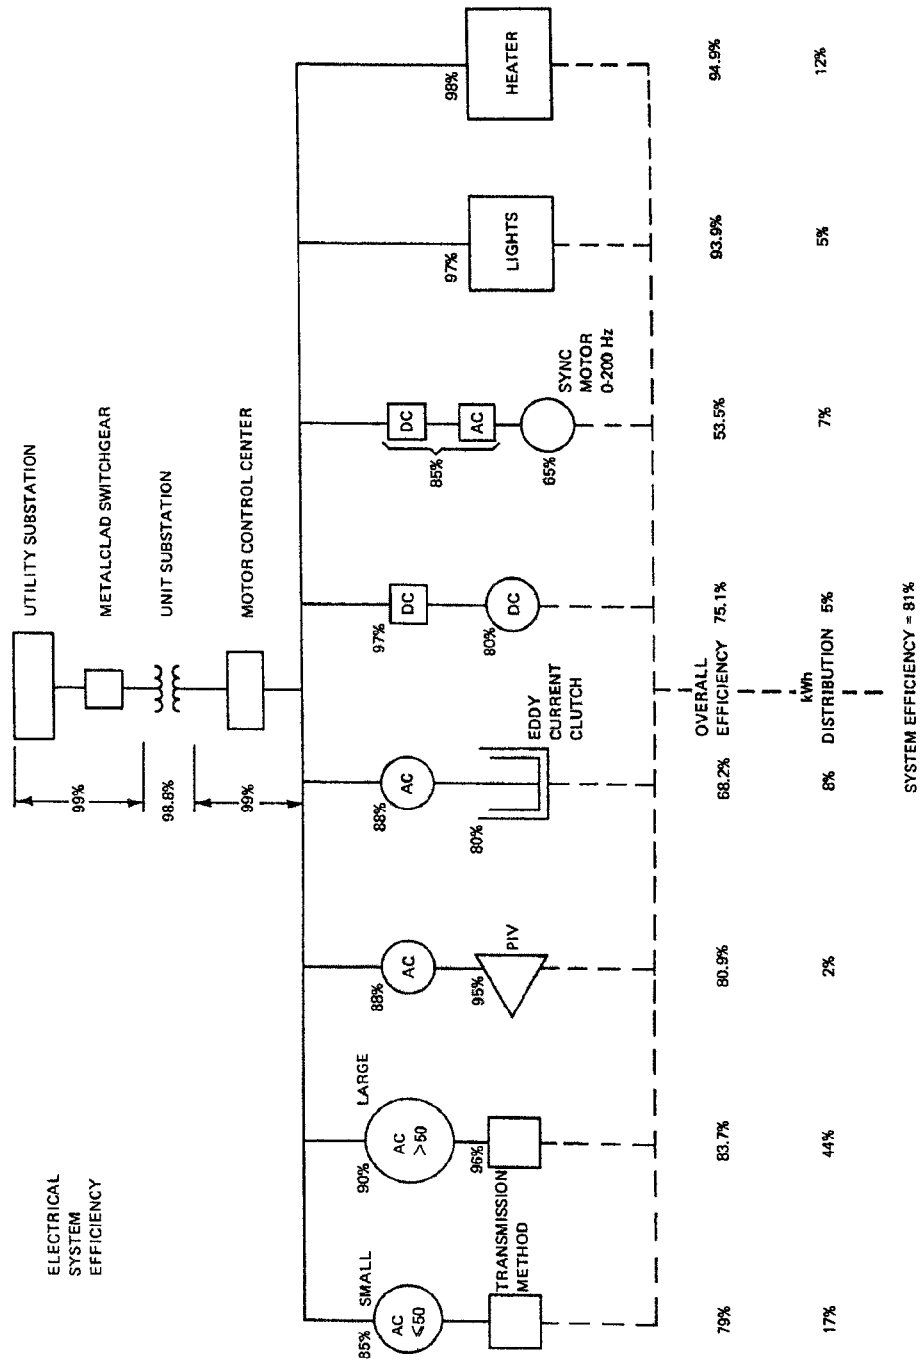 ELECTRICAL
SYSTEM
EFFICIENCY
UTILITY SUBSTATION
METALCLAD SWITCHGEAR
UNIT SUBSTATION
MOTOR CONTROL CENTER
99%
98.8%
99%
85%
SMALL
AC
≤50
TRANSMISSION
METHOD
90%
LARGE
AC
>50
96%
88%
AC
95%
PIV
88%
AC
80%
EDDY
CURRENT
CLUTCH
97%
DC
80%
DC
85%
DC
AC
65%
SYNC
MOTOR
0-200 Hz
97%
LIGHTS
98%
HEATER
79%
83.7%
80.9%
68.2%
OVERALL
EFFICIENCY
75.1%
53.5%
93.9%
94.9%
17%
44%
2%
8%
kWh
DISTRIBUTION
5%
7%
5%
12%
SYSTEM EFFICIENCY = 81%